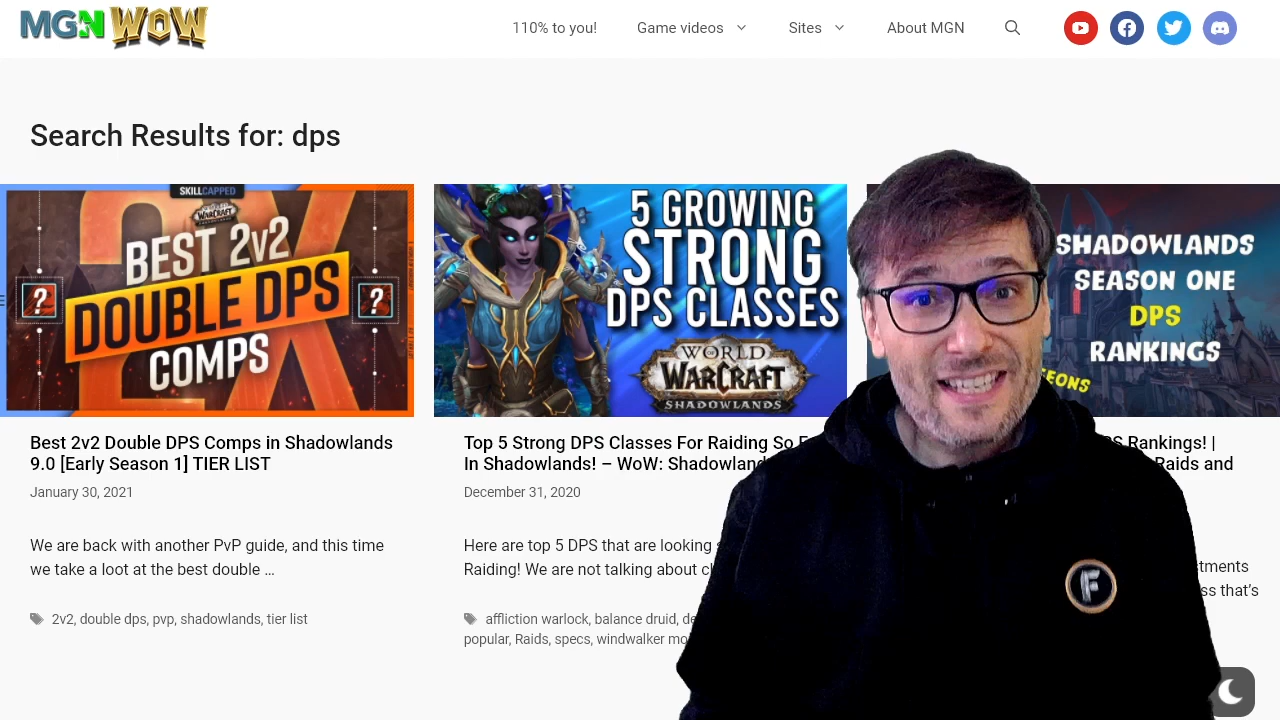 MGN WOW
110% to you!
Game videos
Sites
About MGN
Search Results for: dps
SKILLCAPPED
WARCRAFT
BEST 2v2
DOUBLE DPS
COMPS
?
?
5 GROWING
STRONG
DPS CLASSES
WORLD
OF
WARCRAFT
SHADOWLANDS
SHADOWLANDS
SEASON ONE
DPS
RANKINGS
EONS
Best 2v2 Double DPS Comps in Shadowlands
9.0 [Early Season 1] TIER LIST
January 30, 2021
We are back with another PvP guide, and this time
we take a loot at the best double …
2v2, double dps, pvp, shadowlands, tier list
Top 5 Strong DPS Classes For Raiding So
In Shadowlands! – WoW: Shadowland
December 31, 2020
Here are top 5 DPS that are looking
Raiding! We are not talking about
affliction warlock, balance druid,
popular, Raids, specs, windwalker
PS Rankings! |
Raids and
tments
ss that's
F